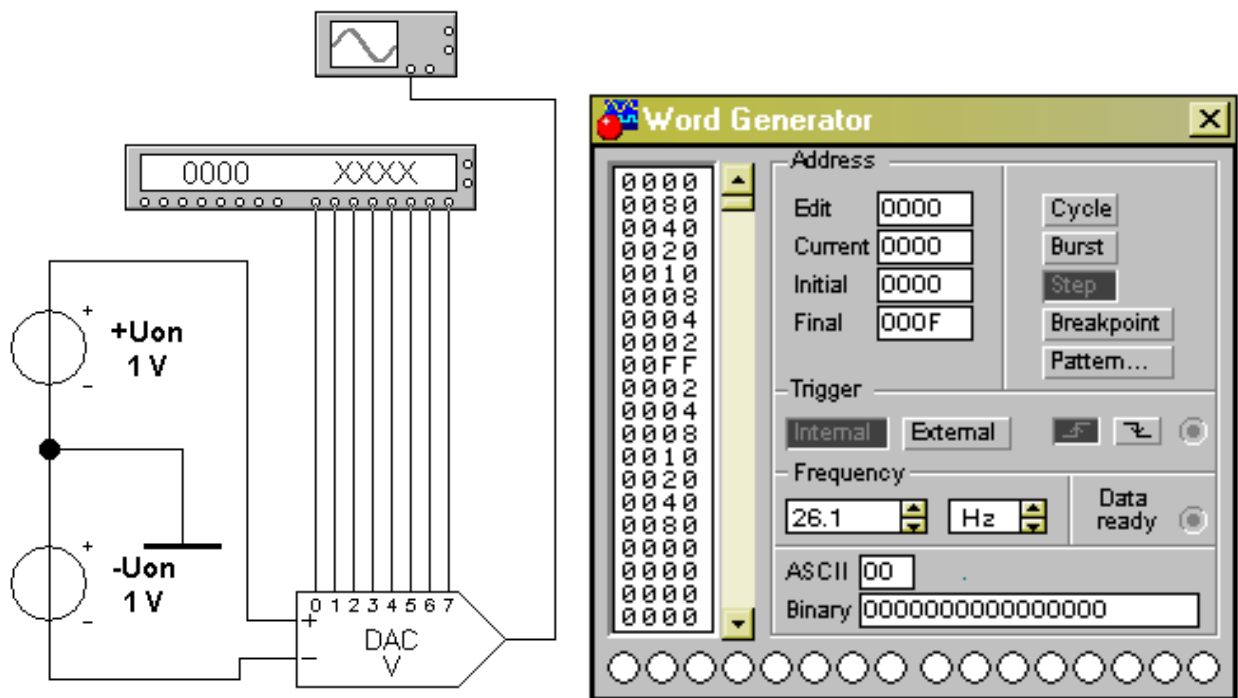 0000 XXXX
+Uon
1 V
-Uon
1 V
0 1 2 3 4 5 6 7
+
DAC
V
−
Word Generator
0000
0080
0040
0020
0010
0008
0004
0002
00FF
0002
0004
0008
0010
0020
0040
0080
0000
0000
0000
0000
Address
Edit 0000
Current 0000
Initial 0000
Final 000F
Cycle
Burst
Step
Breakpoint
Pattern...
Trigger
Internal External
Frequency
26.1 Hz
Data
ready
ASCII 00
Binary 0000000000000000